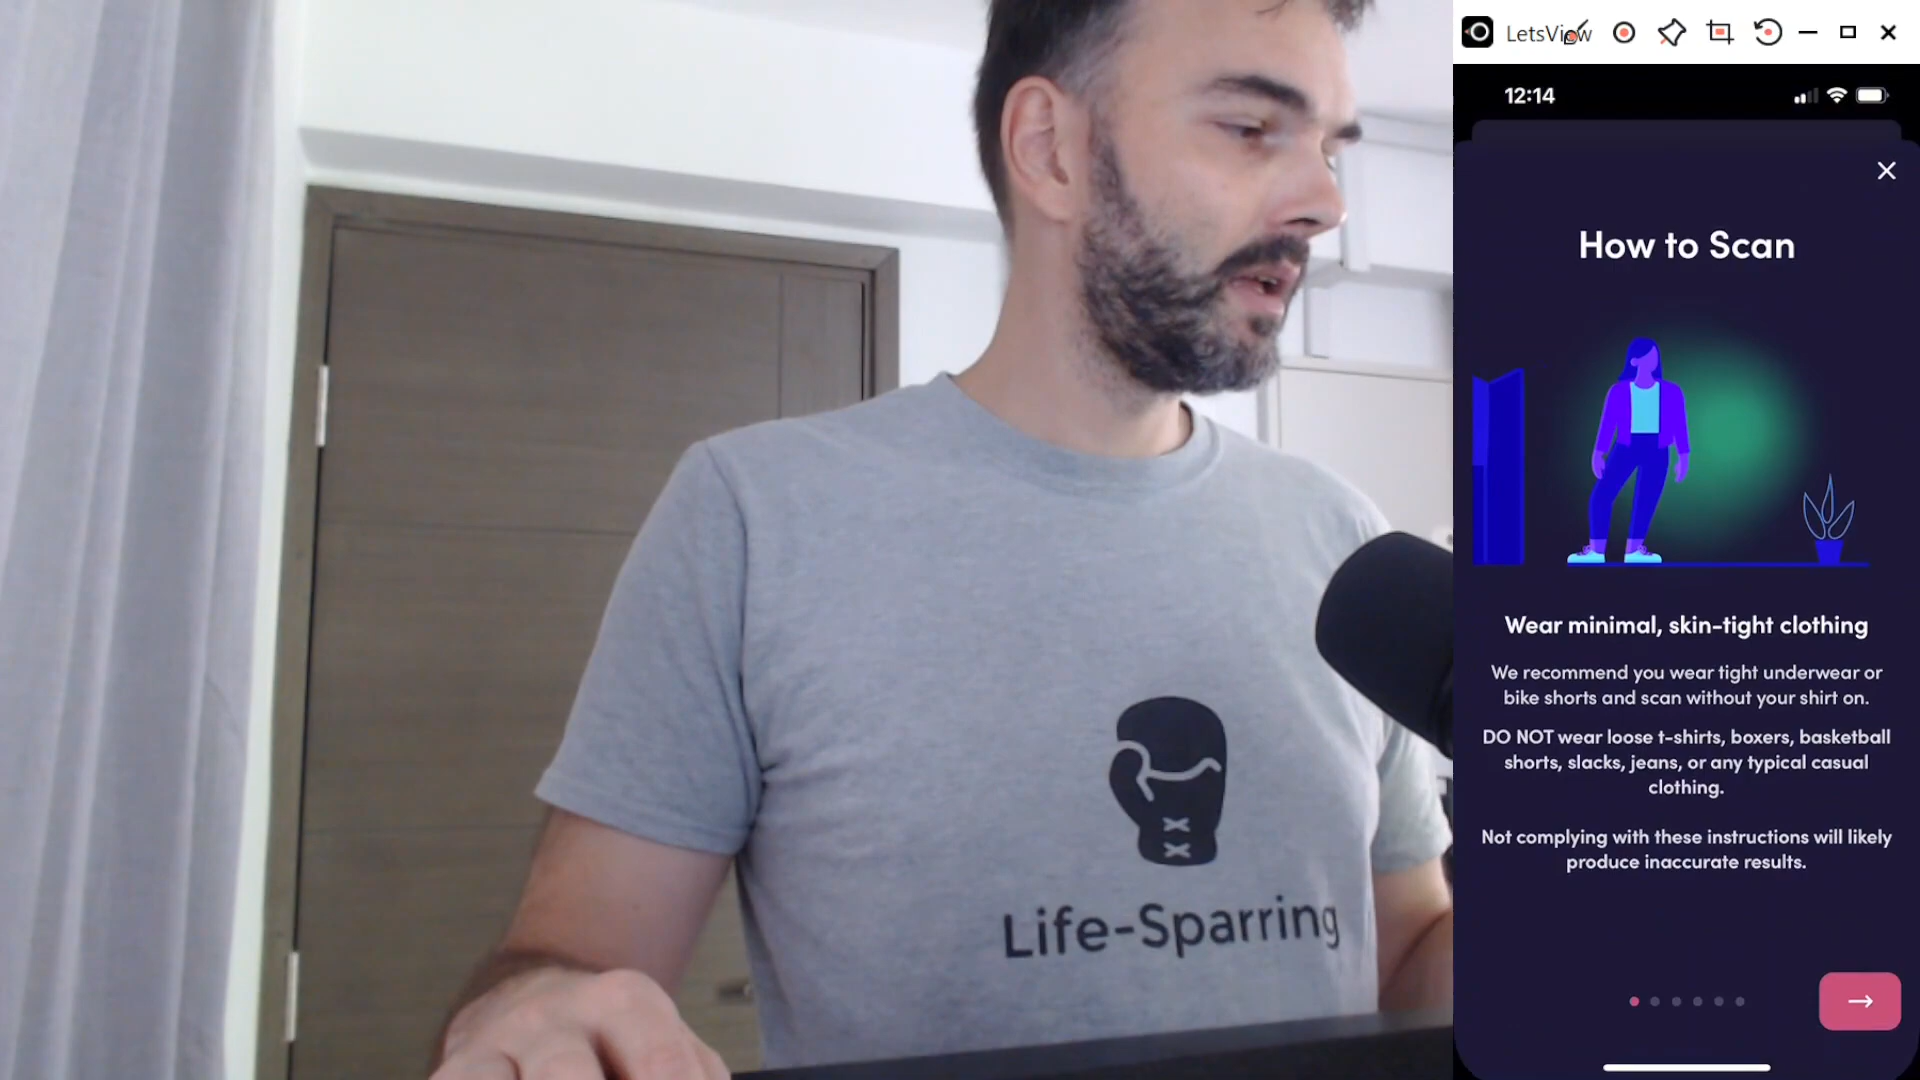 LetsView
12:14
How to Scan
Wear minimal, skin-tight clothing
We recommend you wear tight underwear or
bike shorts and scan without your shirt on.
DO NOT wear loose t-shirts, boxers, basketball
shorts, slacks, jeans, or any typical casual
clothing.
Not complying with these instructions will likely
produce inaccurate results.
Life-Sparring